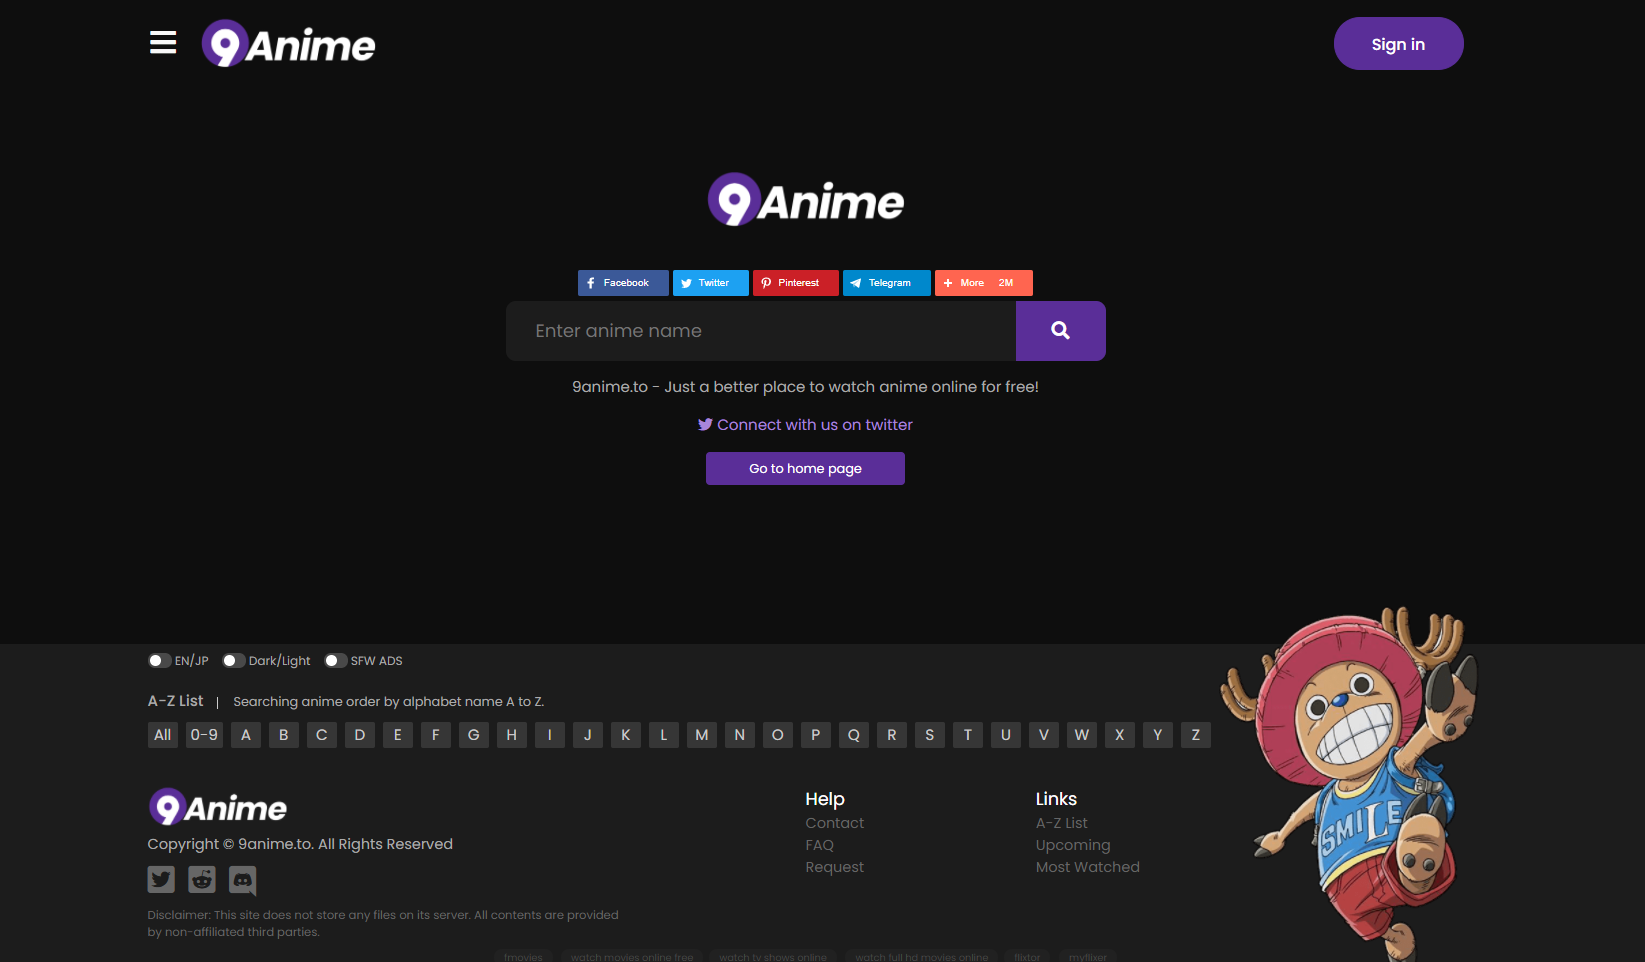 9Anime
Sign in
9Anime
Facebook Twitter Pinterest Telegram More 2M
Enter anime name
9anime.to - Just a better place to watch anime online for free!
Connect with us on twitter
Go to home page
EN/JP Dark/Light SFW ADS
A-Z List | Searching anime order by alphabet name A to Z.
All 0-9 A B C D E F G H I J K L M N O P Q R S T U V W X Y Z
9Anime
Copyright © 9anime.to. All Rights Reserved
Disclaimer: This site does not store any files on its server. All contents are provided
by non-affiliated third parties.
Help
Contact
FAQ
Request
Links
A-Z List
Upcoming
Most Watched
SMILE
fmovies watch movies online free watch tv shows online watch full hd movies online flixtor myflixer